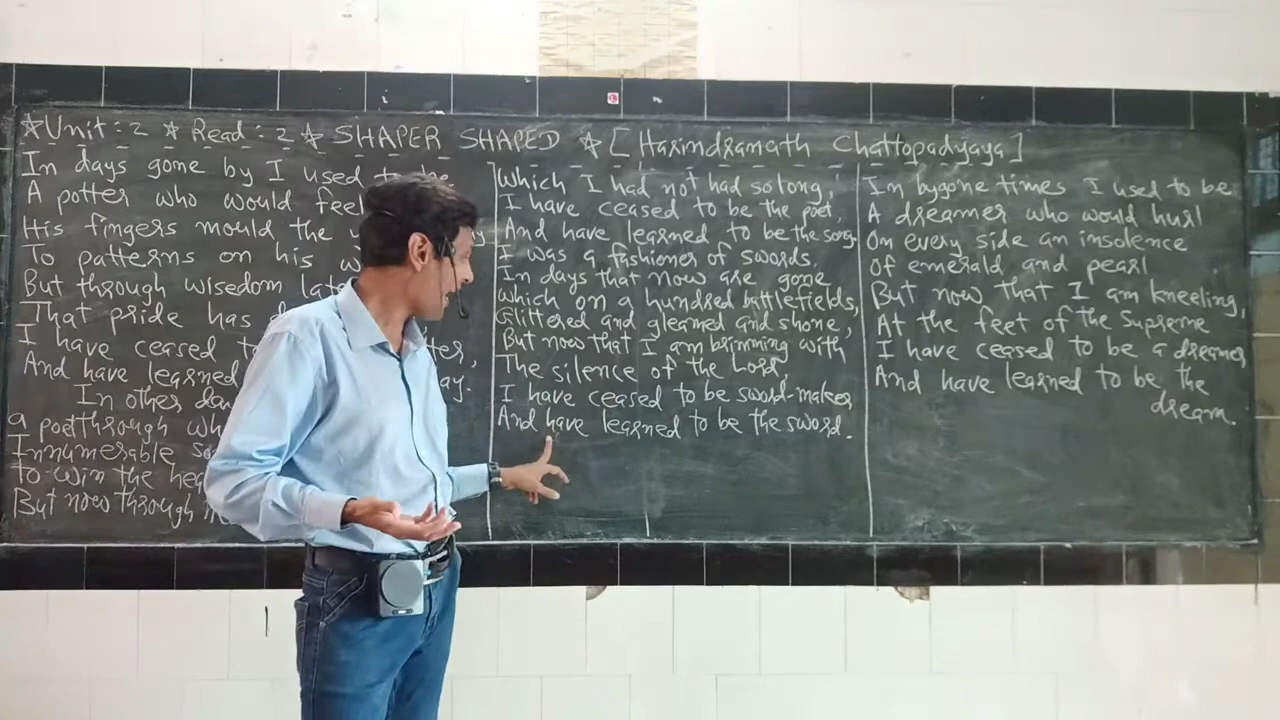 ★Unit:2 ★ Read:2★ SHAPER SHAPED ★ [Harindranath Chattopadyaya]
In days gone by I used to be
A potter who would feel
His fingers mould the
To patterns on his
But through wisdom
That pride has
I have ceased
And have learned
In other
a poet through
Innumerable
to win the
But now through
Which I had not had so long,
I have ceased to be the poet,
And have learned to be the song.
I was a fashioner of swords,
In days that now are gone
which on a hundred battlefields,
Glittered and gleamed and shone,
But now that I am brimming with
The silence of the Lord,
I have ceased to be sword-maker
And have learned to be the sword.
In bygone times I used to be
A dreamer who would hurl
On every side an insolence
Of emerald and pearl
But now that I am kneeling,
At the feet of the Supreme
I have ceased to be a dreamer,
And have learned to be the
dream.